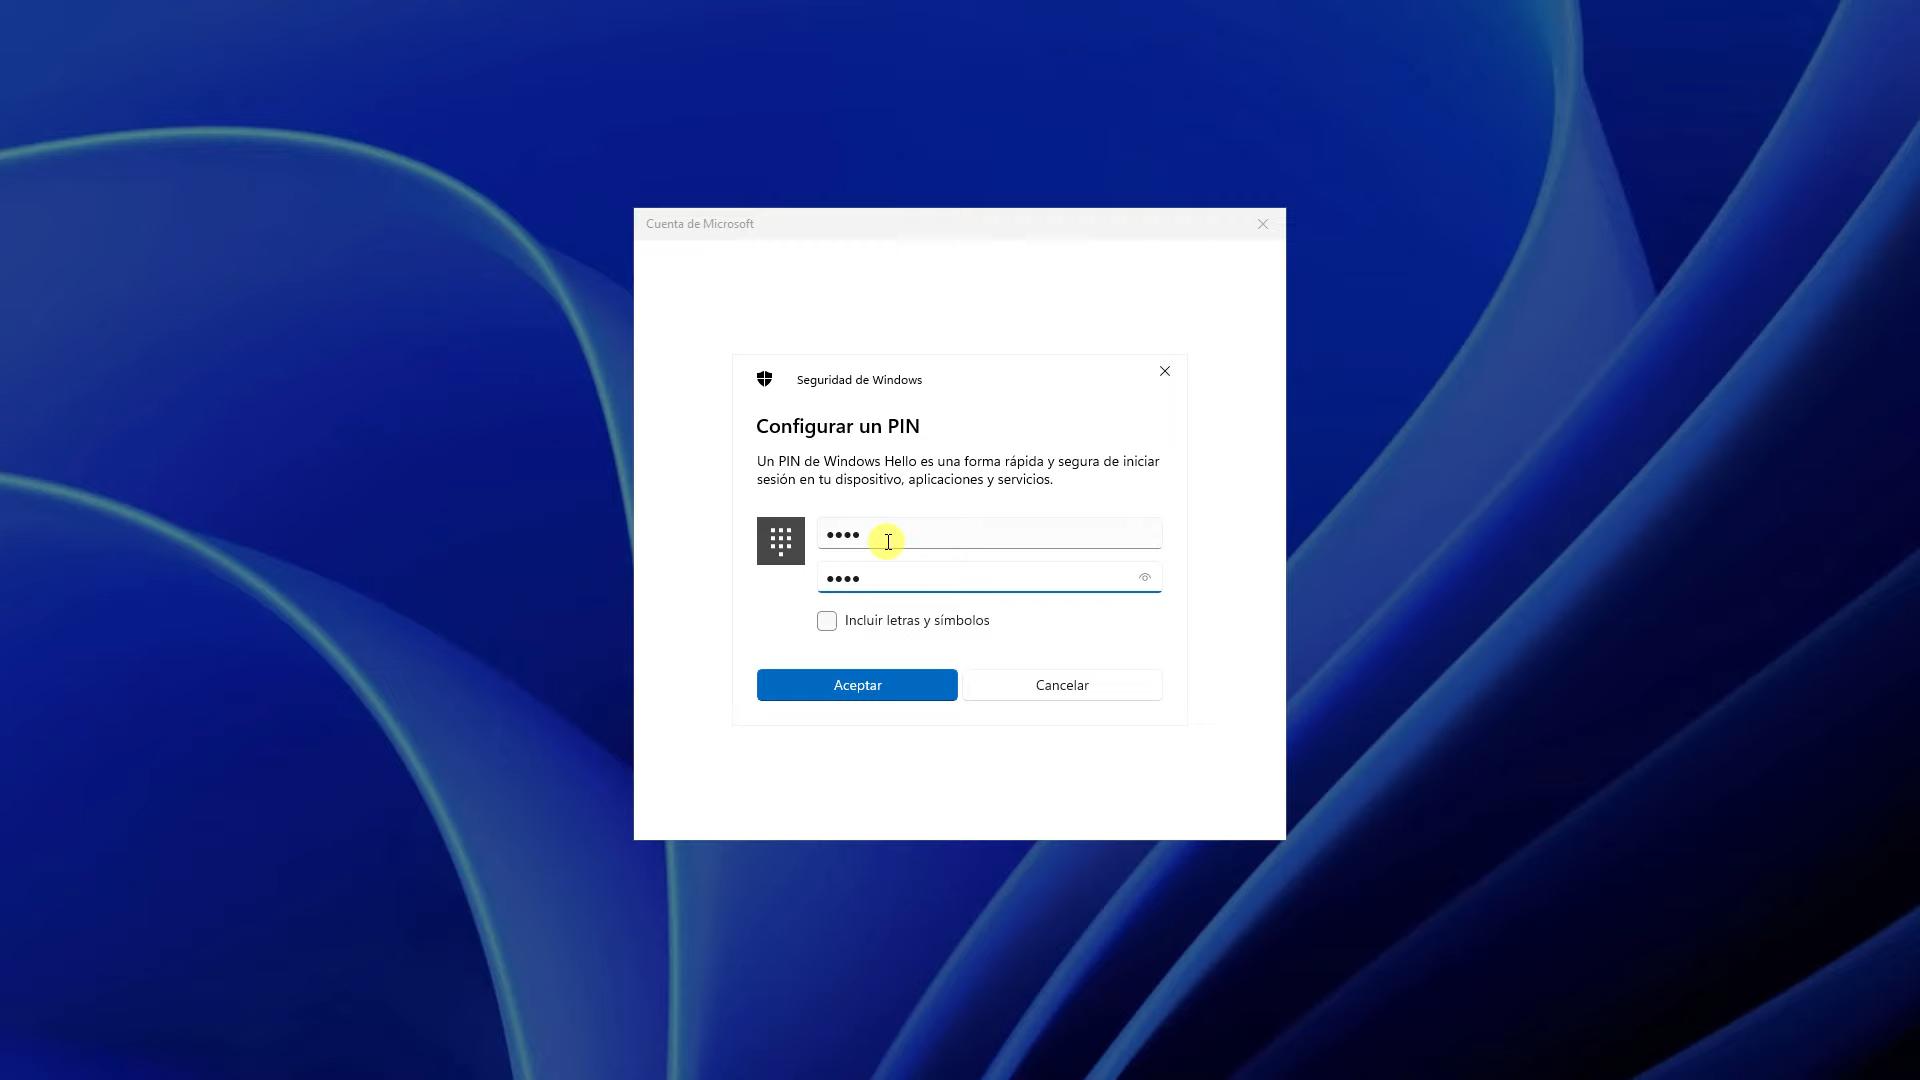 Cuenta de Microsoft
Seguridad de Windows
Configurar un PIN
Un PIN de Windows Hello es una forma rápida y segura de iniciar
sesión en tu dispositivo, aplicaciones y servicios.
●●●●
●●●●
Incluir letras y símbolos
Aceptar
Cancelar